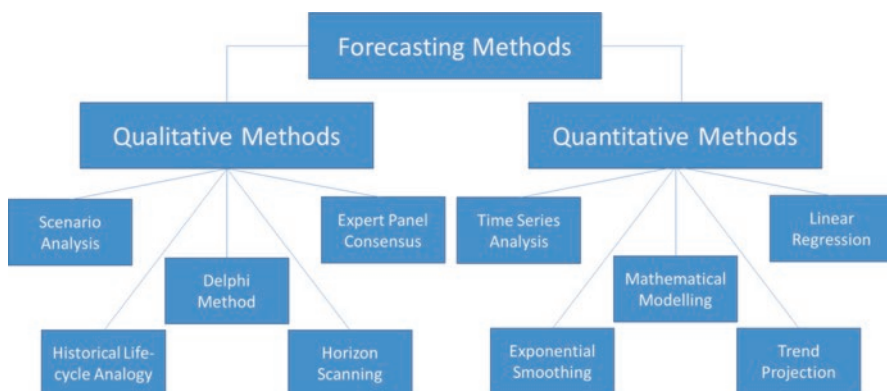 Forecasting Methods
Qualitative Methods
Quantitative Methods
Scenario
Analysis
Expert Panel
Consensus
Time Series
Analysis
Linear
Regression
Delphi
Method
Mathematical
Modelling
Historical Life-
cycle Analogy
Horizon
Scanning
Exponential
Smoothing
Trend
Projection